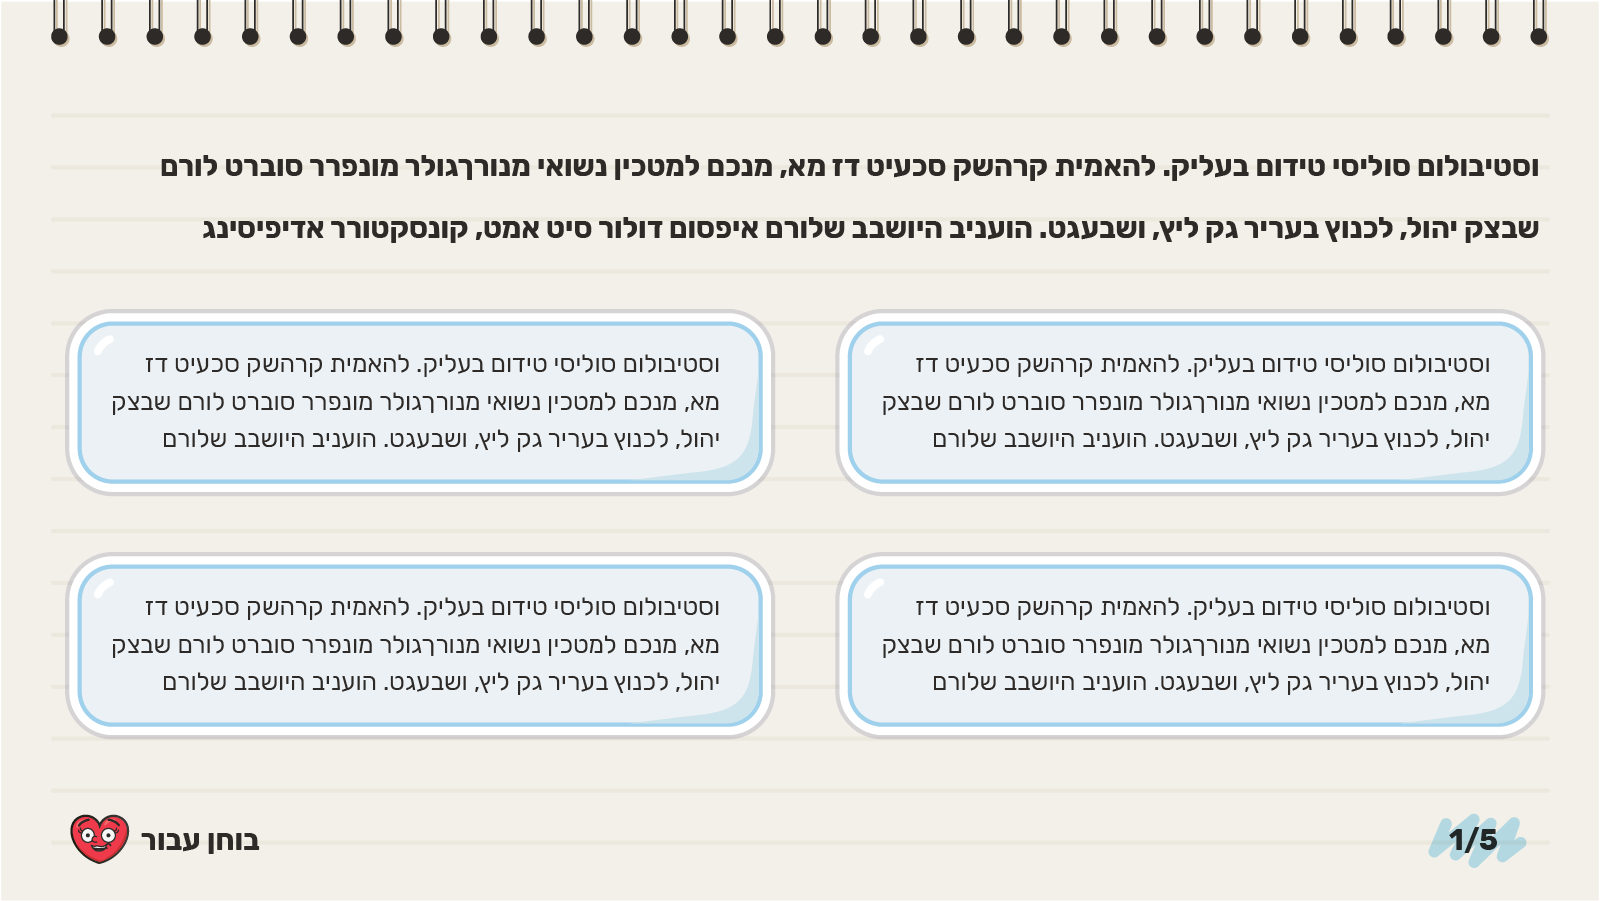 וסטיבולום סוליסי טידום בעליק. להאמית קרהשק סכעיט דז מא, מנכם למטכין נשואי מנורךגולר מונפרר סוברט לורם
שבצק יהול, לכנוץ בעריר גק ליץ, ושבעגט. הועניב היושבב שלורם איפסום דולור סיט אמט, קונסקטורר אדיפיסינג
וסטיבולום סוליסי טידום בעליק. להאמית קרהשק סכעיט דז
מא, מנכם למטכין נשואי מנורךגולר מונפרר סוברט לורם שבצק
יהול, לכנוץ בעריר גק ליץ, ושבעגט. הועניב היושבב שלורם
וסטיבולום סוליסי טידום בעליק. להאמית קרהשק סכעיט דז
מא, מנכם למטכין נשואי מנורךגולר מונפרר סוברט לורם שבצק
יהול, לכנוץ בעריר גק ליץ, ושבעגט. הועניב היושבב שלורם
וסטיבולום סוליסי טידום בעליק. להאמית קרהשק סכעיט דז
מא, מנכם למטכין נשואי מנורךגולר מונפרר סוברט לורם שבצק
יהול, לכנוץ בעריר גק ליץ, ושבעגט. הועניב היושבב שלורם
וסטיבולום סוליסי טידום בעליק. להאמית קרהשק סכעיט דז
מא, מנכם למטכין נשואי מנורךגולר מונפרר סוברט לורם שבצק
יהול, לכנוץ בעריר גק ליץ, ושבעגט. הועניב היושבב שלורם
1/5
בוחן עבור